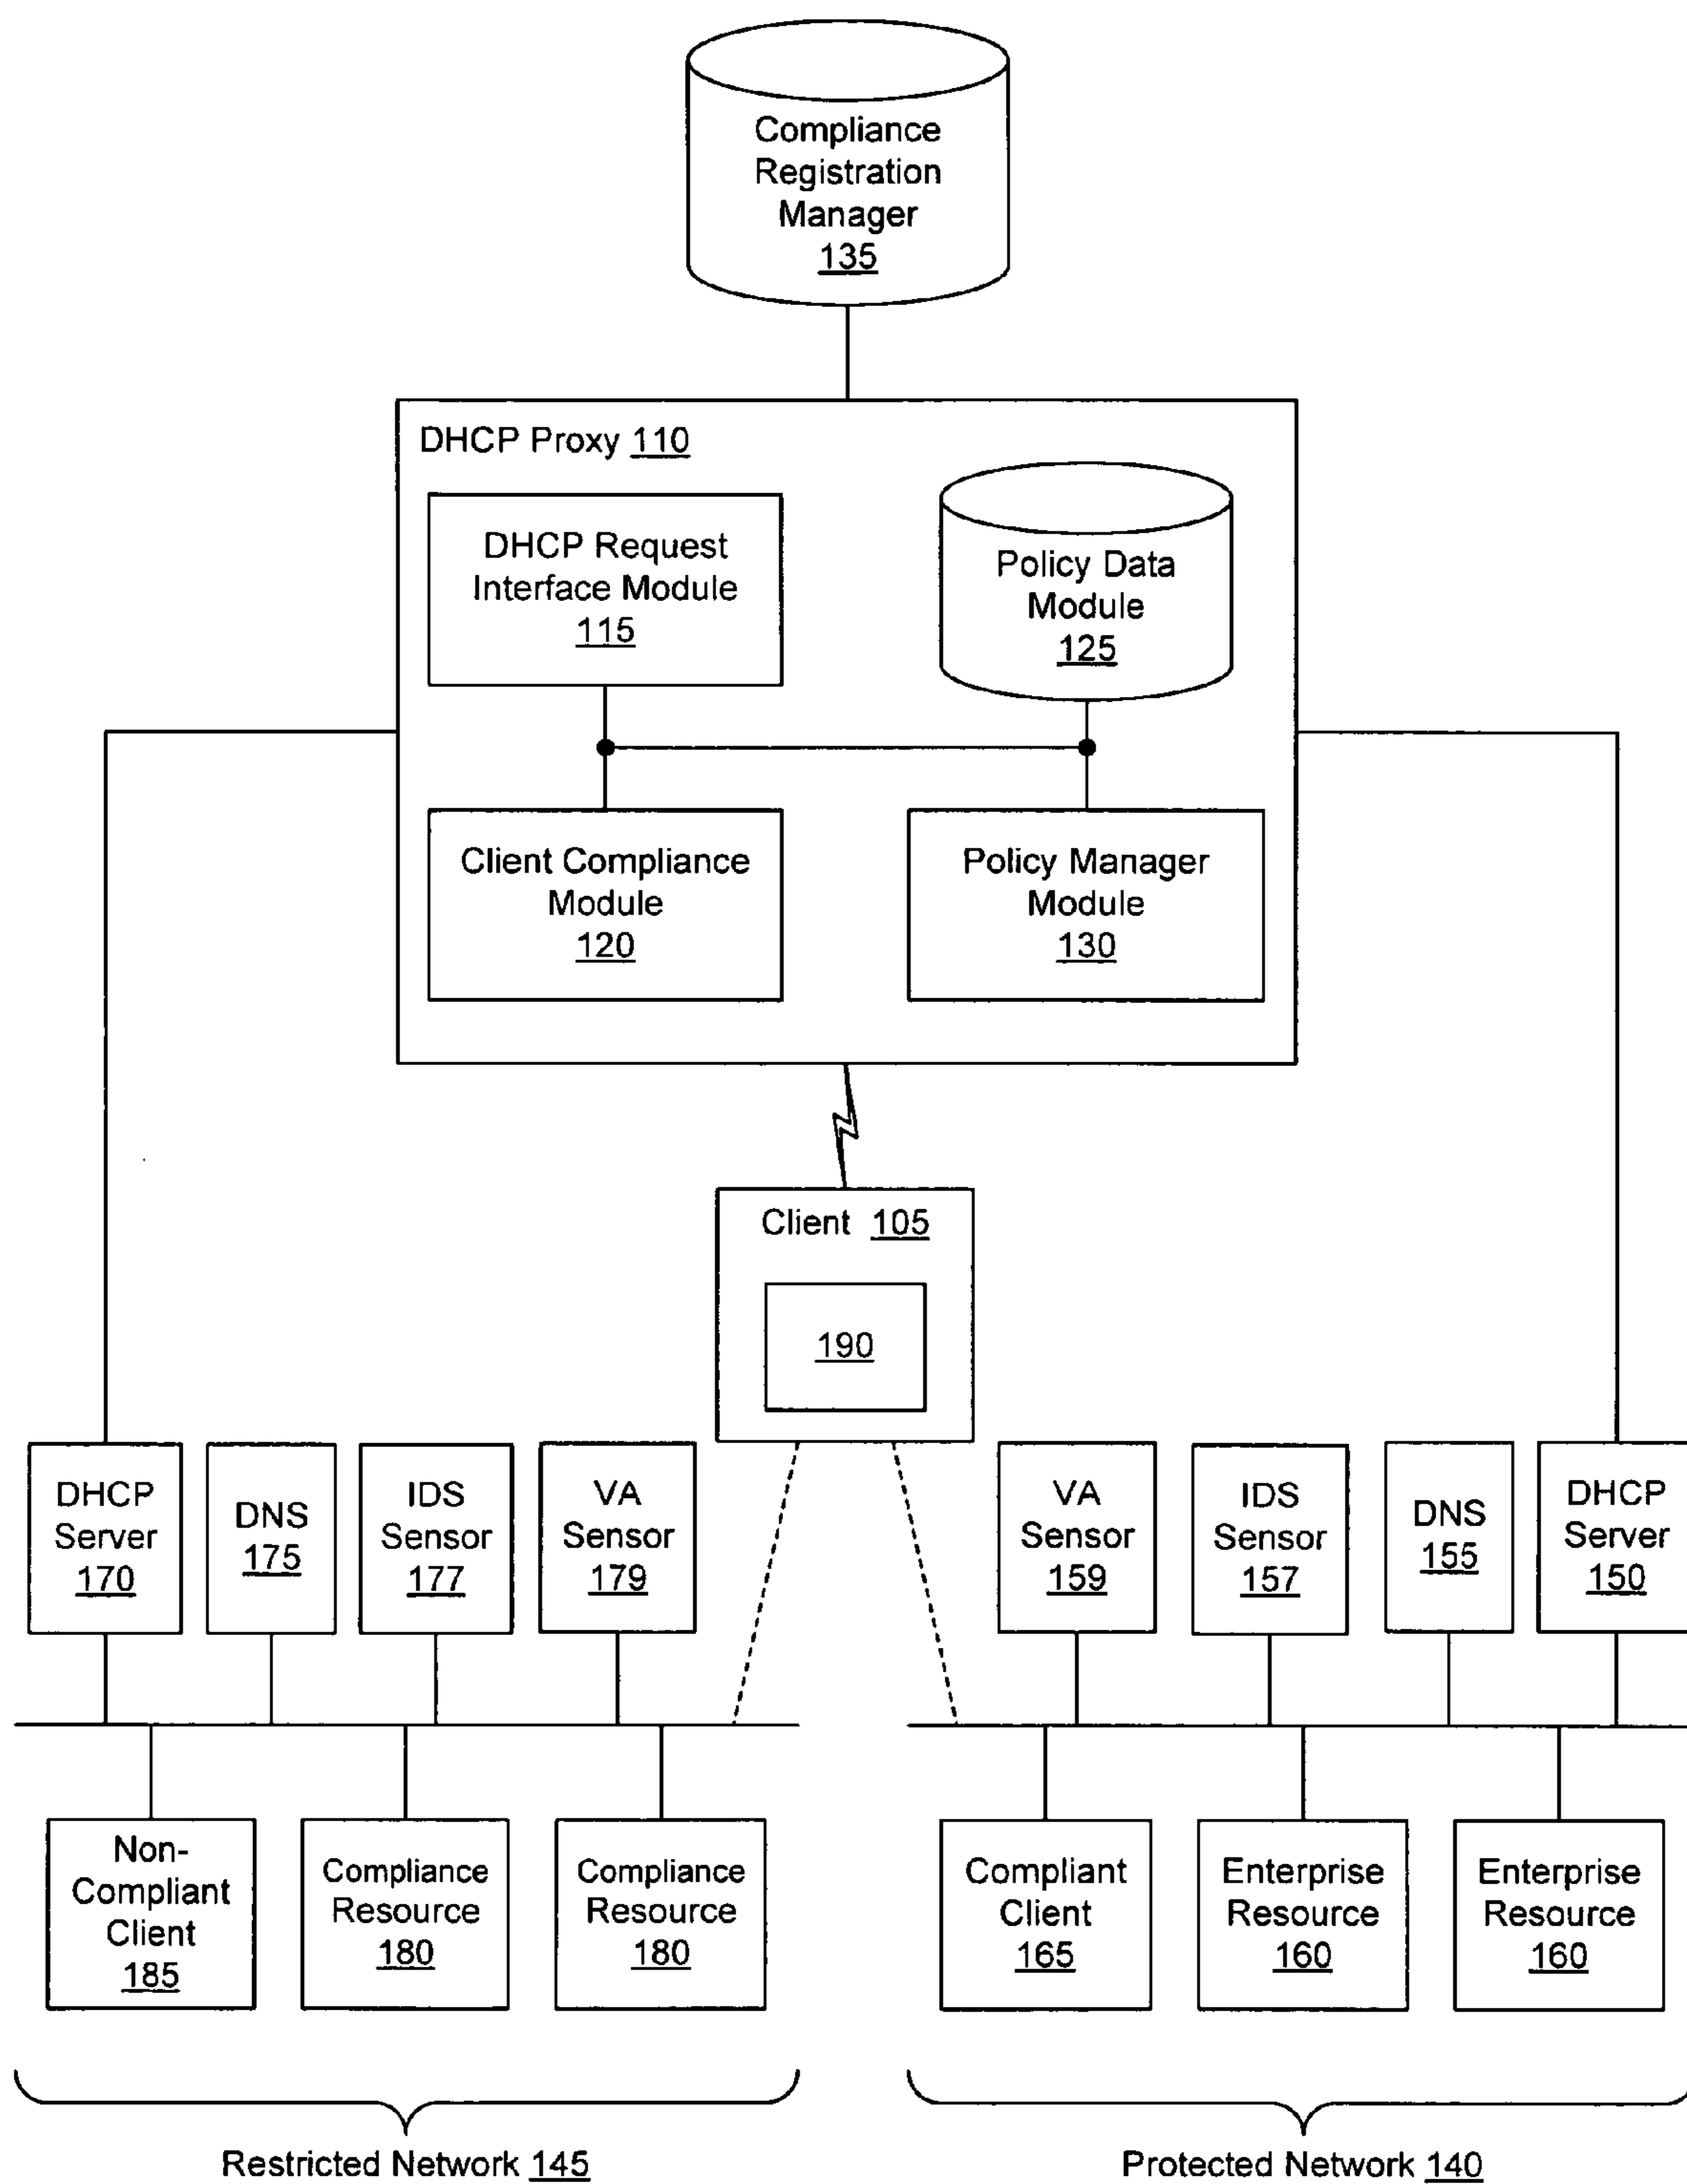 Compliance
Registration
Manager
135
DHCP Proxy 110
DHCP Request
Interface Module
115
Policy Data
Module
125
Client Compliance
Module
120
Policy Manager
Module
130
Client 105
190
DHCP
Server
170
DNS
175
IDS
Sensor
177
VA
Sensor
179
VA
Sensor
159
IDS
Sensor
157
DNS
155
DHCP
Server
150
Non-
Compliant
Client
185
Compliance
Resource
180
Compliance
Resource
180
Compliant
Client
165
Enterprise
Resource
160
Enterprise
Resource
160
Restricted Network 145
Protected Network 140